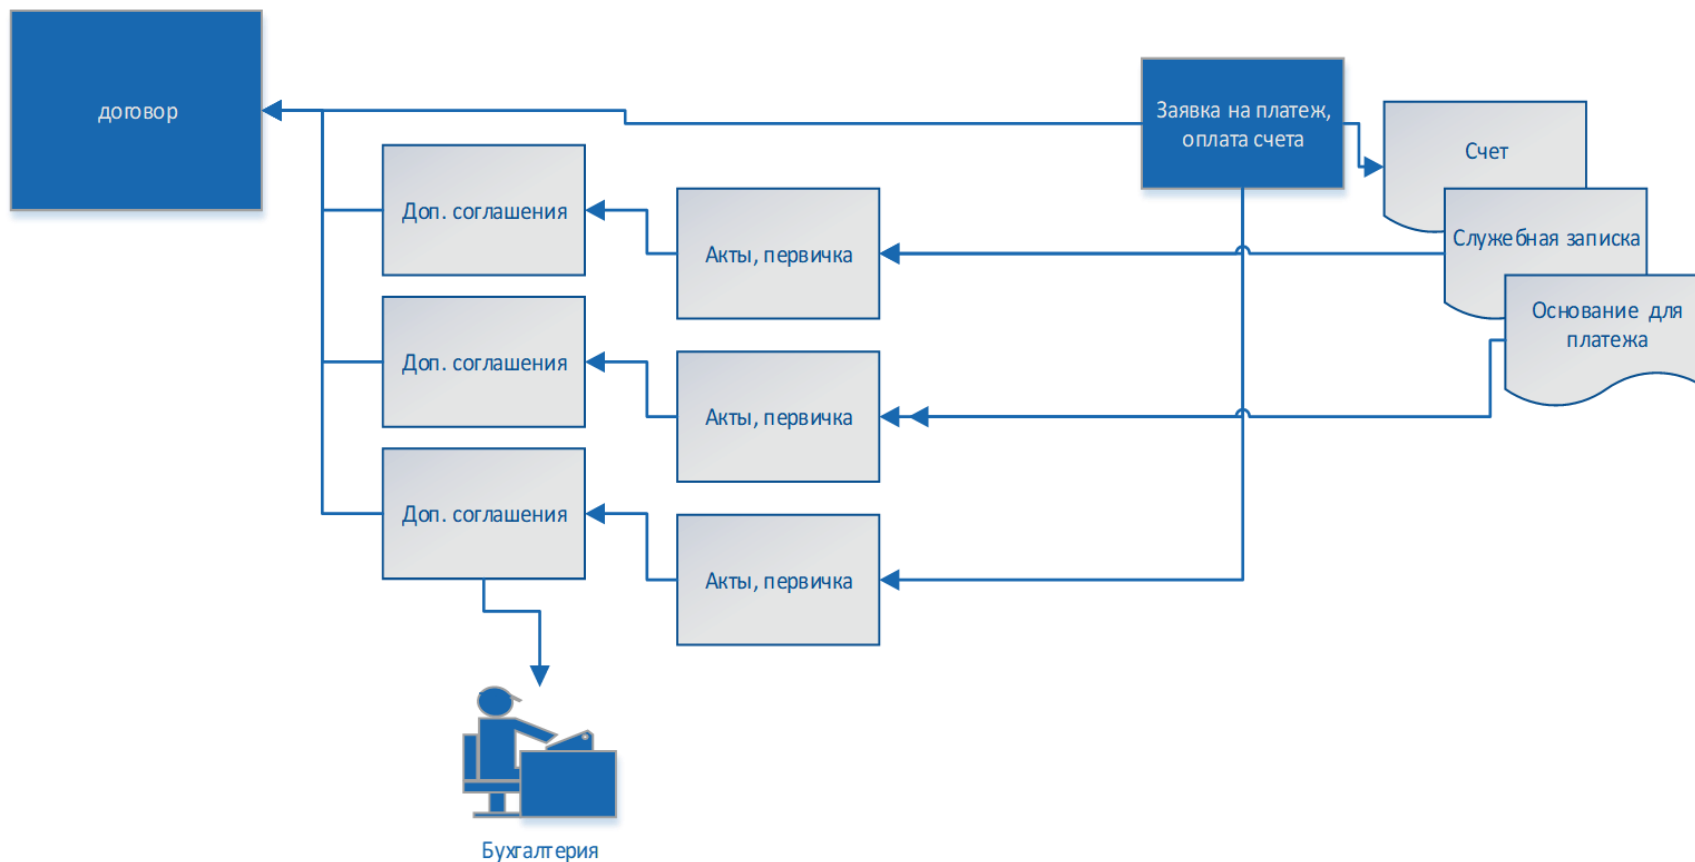 договор
Заявка на платеж,
оплата счета
Счет
Доп. соглашения
Акты, первичка
Служебная записка
Основание для
платежа
Доп. соглашения
Акты, первичка
Доп. соглашения
Акты, первичка
Бухгалтерия